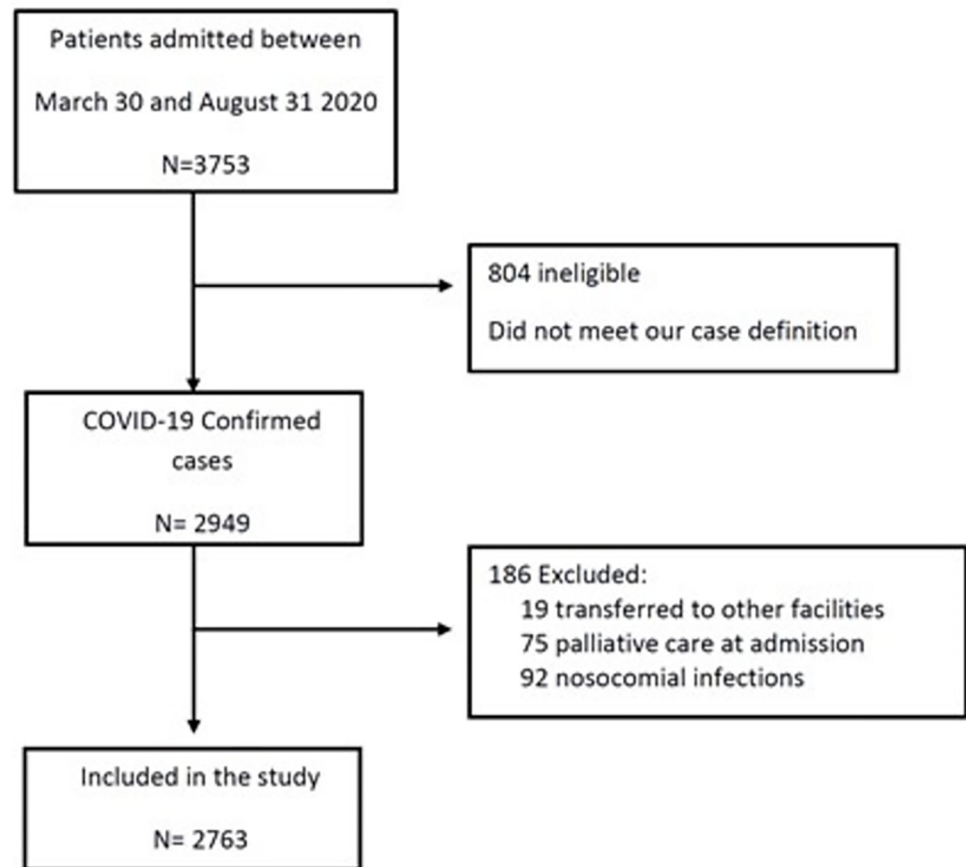 Patients admitted between
March 30 and August 31 2020
N=3753
804 ineligible
Did not meet our case definition
COVID-19 Confirmed
cases
N= 2949
186 Excluded:
19 transferred to other facilities
75 palliative care at admission
92 nosocomial infections
Included in the study
N= 2763